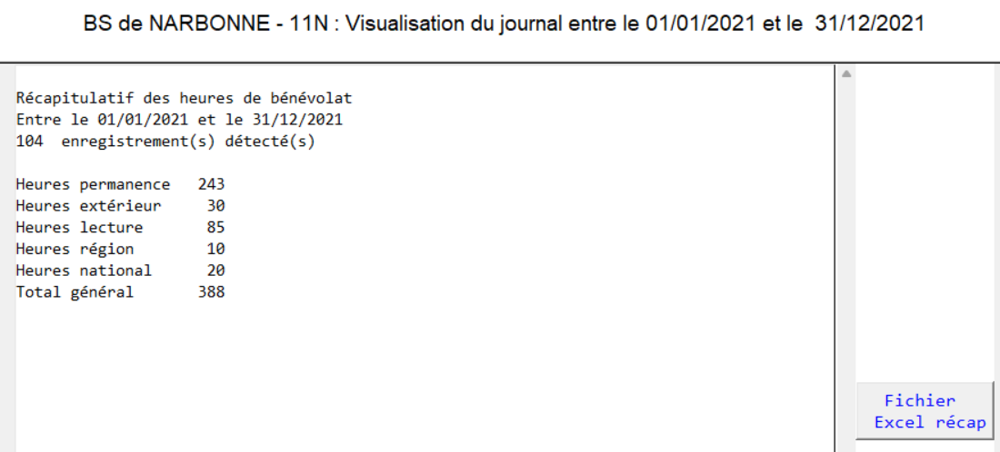 BS de NARBONNE - 11N : Visualisation du journal entre le 01/01/2021 et le  31/12/2021
Récapitulatif des heures de bénévolat
Entre le 01/01/2021 et le 31/12/2021
104  enregistrement(s) détecté(s)
Heures permanence   243
Heures extérieur     30
Heures lecture       85
Heures région        10
Heures national      20
Total général       388
Fichier
Excel récap